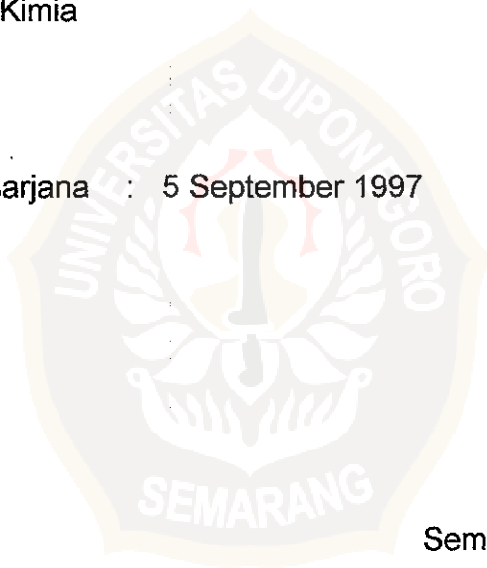 Kimia
arjana : 5 September 1997
UNIVERSITAS DIPONEGORO
SEMARANG
Sem